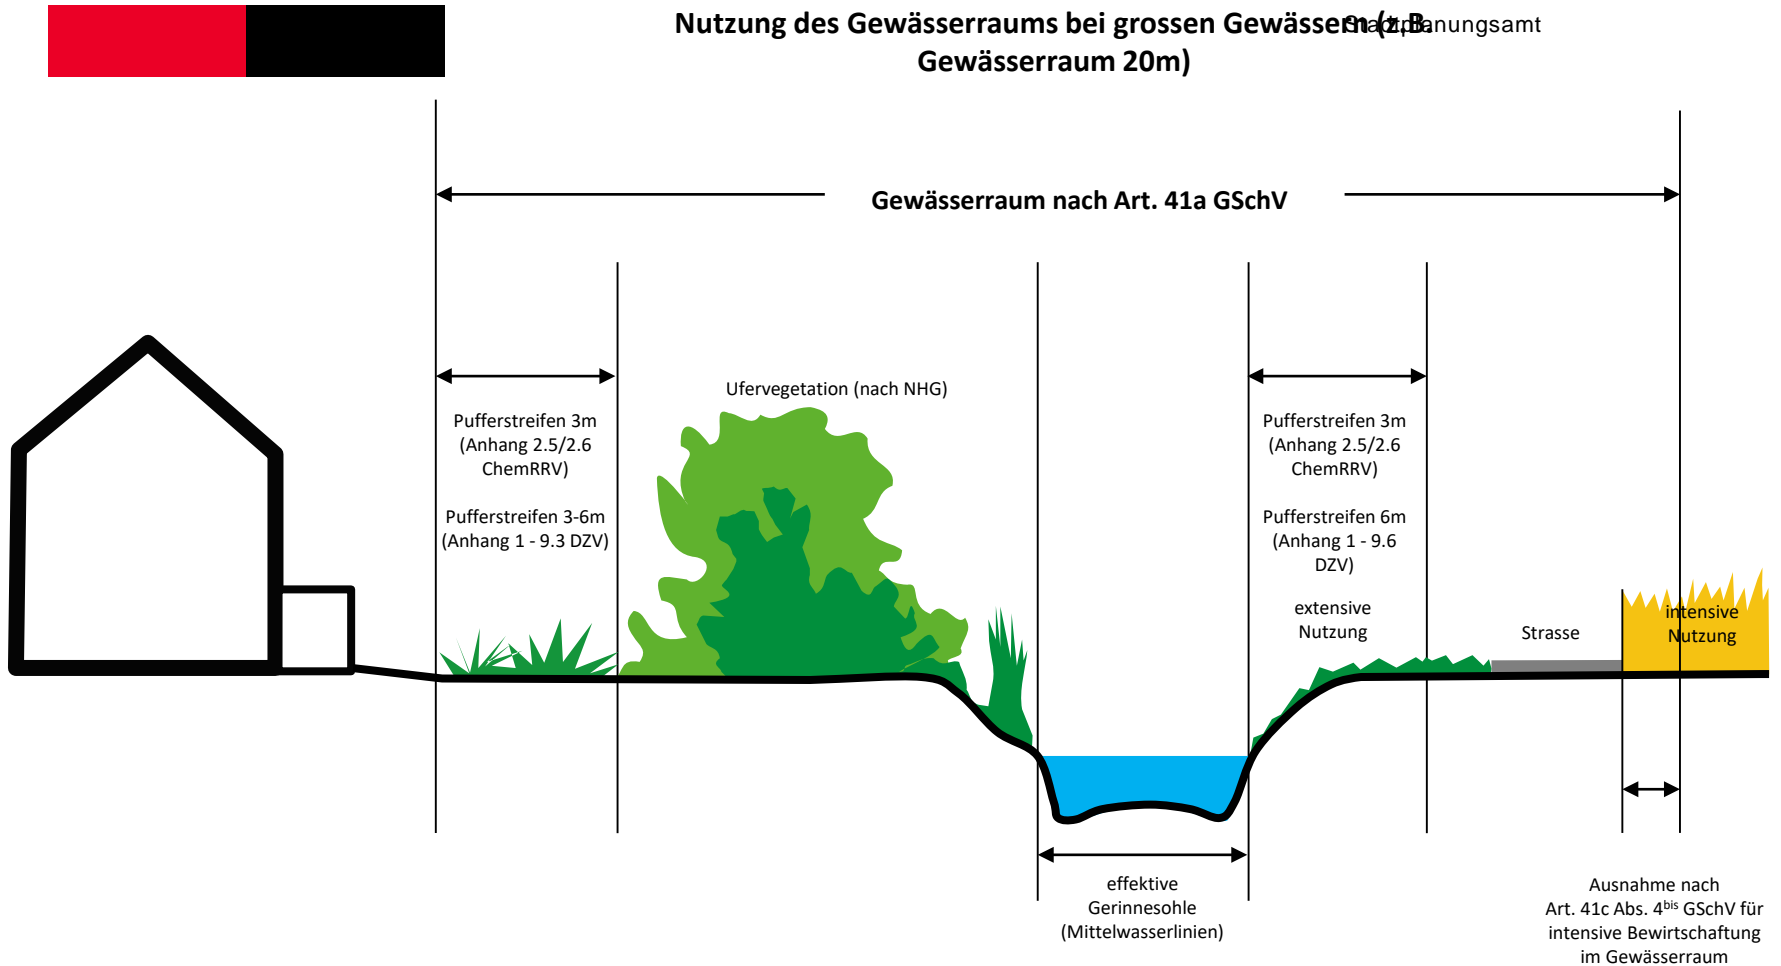 Nutzung des Gewässerraums bei grossen Gewässern (z.B.
Gewässerraum 20m)
Stadtplanungsamt
Gewässerraum nach Art. 41a GSchV
Ufervegetation (nach NHG)
Pufferstreifen 3m
(Anhang 2.5/2.6
ChemRRV)
Pufferstreifen 3-6m
(Anhang 1 - 9.3 DZV)
Pufferstreifen 3m
(Anhang 2.5/2.6
ChemRRV)
Pufferstreifen 6m
(Anhang 1 - 9.6
DZV)
extensive
Nutzung
Strasse
intensive
Nutzung
effektive
Gerinnesohle
(Mittelwasserlinien)
Ausnahme nach
Art. 41c Abs. 4bis GSchV für
intensive Bewirtschaftung
im Gewässerraum